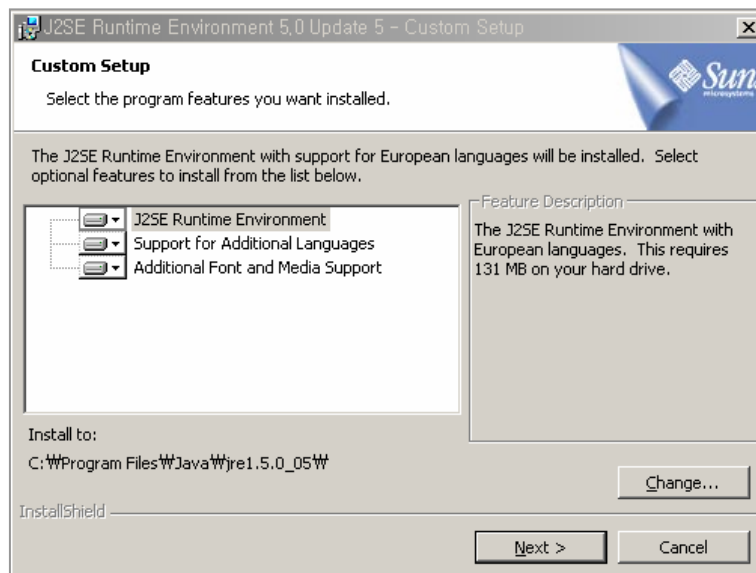 J2SE Runtime Environment 5.0 Update 5 - Custom Setup
Custom Setup
Select the program features you want installed.
Sun
microsystems
The J2SE Runtime Environment with support for European languages will be installed. Select
optional features to install from the list below.
J2SE Runtime Environment
Support for Additional Languages
Additional Font and Media Support
Feature Description
The J2SE Runtime Environment with
European languages. This requires
131 MB on your hard drive.
Install to:
C:₩Program Files₩Java₩jre1.5.0_05₩
Change...
InstallShield
Next >
Cancel